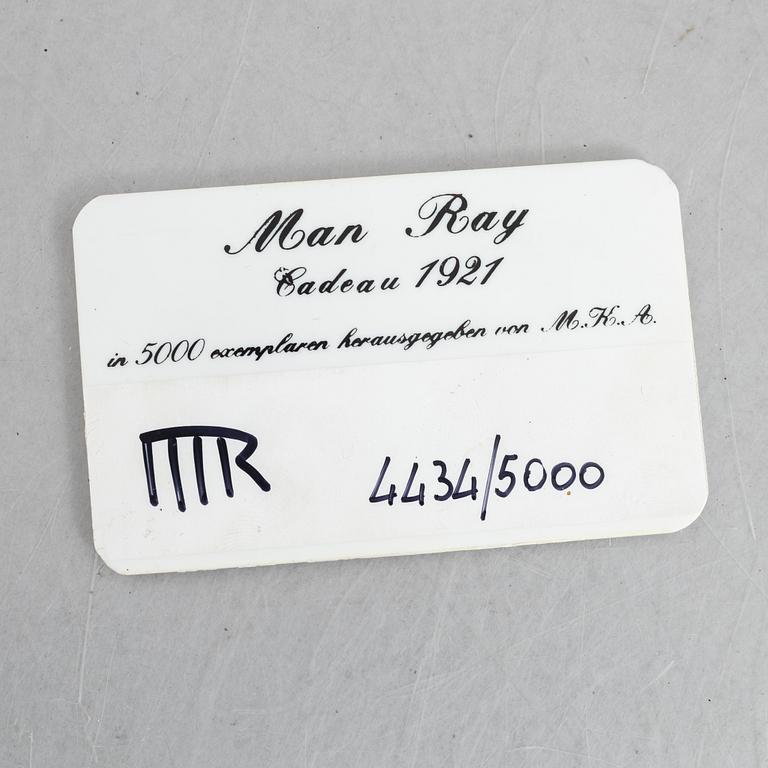 Man Ray
Cadeau 1921
in 5000 exemplaren herausgegeben von M.K.A.
MR 4434/5000